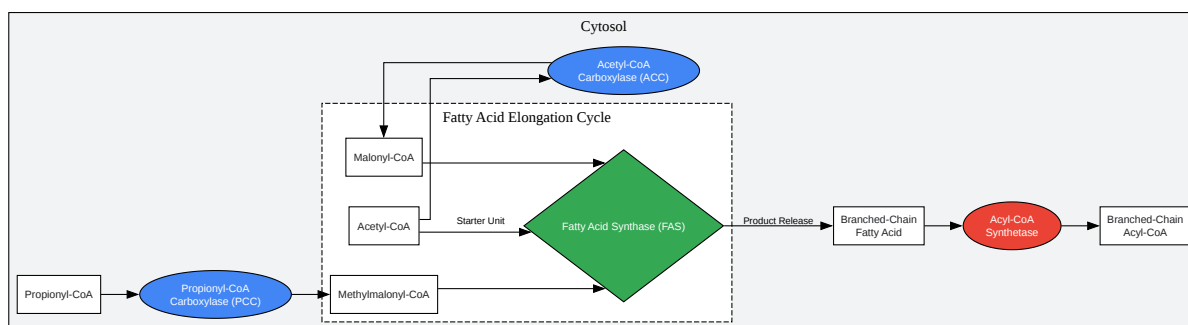 Cytosol
Acetyl-CoA
Carboxylase (ACC)
Fatty Acid Elongation Cycle
Malonyl-CoA
Acetyl-CoA
Starter Unit
Fatty Acid Synthase (FAS)
Product Release
Branched-Chain
Fatty Acid
Acyl-CoA
Synthetase
Branched-Chain
Acyl-CoA
Propionyl-CoA
Propionyl-CoA
Carboxylase (PCC)
Methylmalonyl-CoA